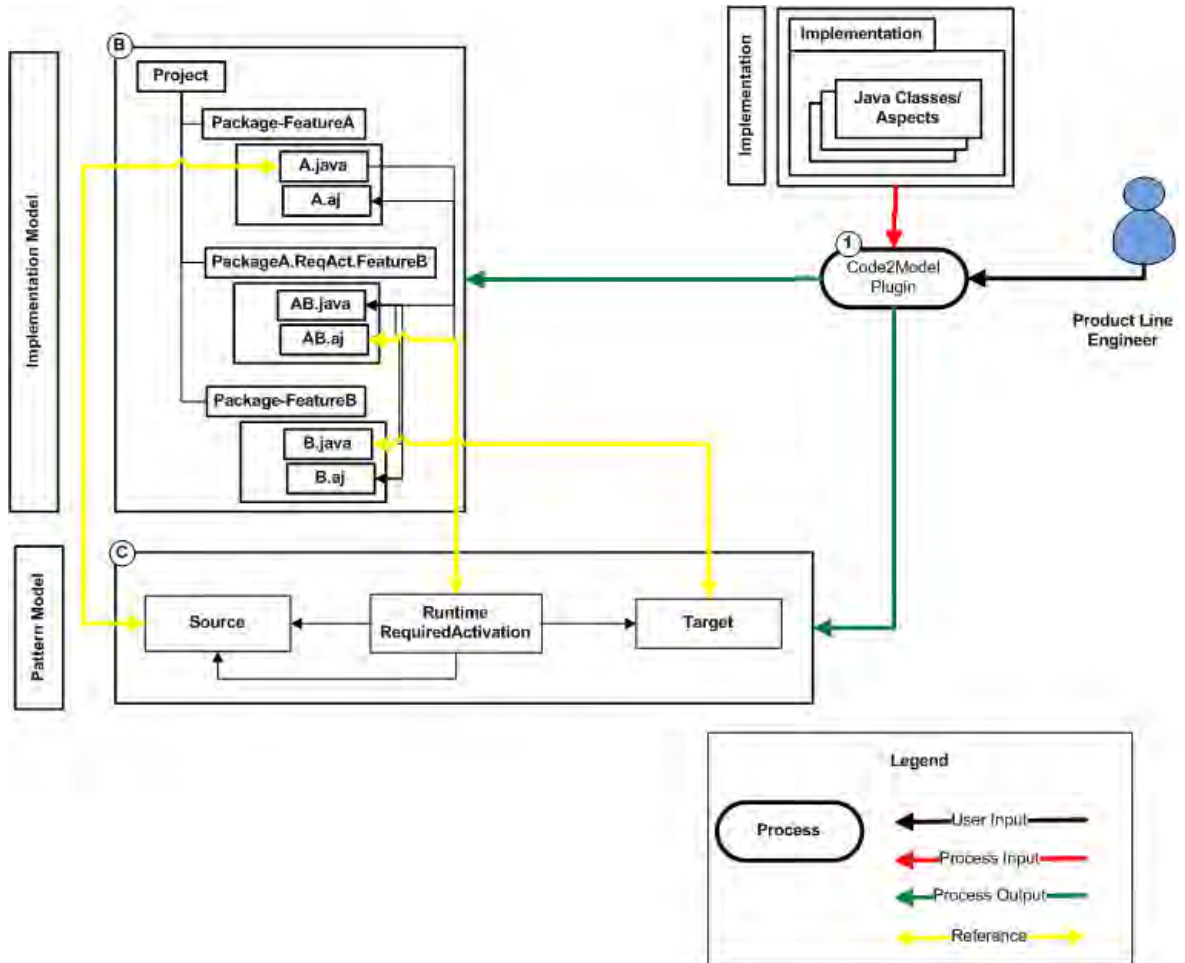 Implementation Model
B
Project
Package-FeatureA
A.java
A.aj
PackageA.ReqAct.FeatureB
AB.java
AB.aj
Package-FeatureB
B.java
B.aj
Implementation
Implementation
Java Classes/
Aspects
1
Code2Model
Plugin
Product Line
Engineer
Pattern Model
C
Source
Runtime
RequiredActivation
Target
Legend
Process
User Input
Process Input
Process Output
Reference